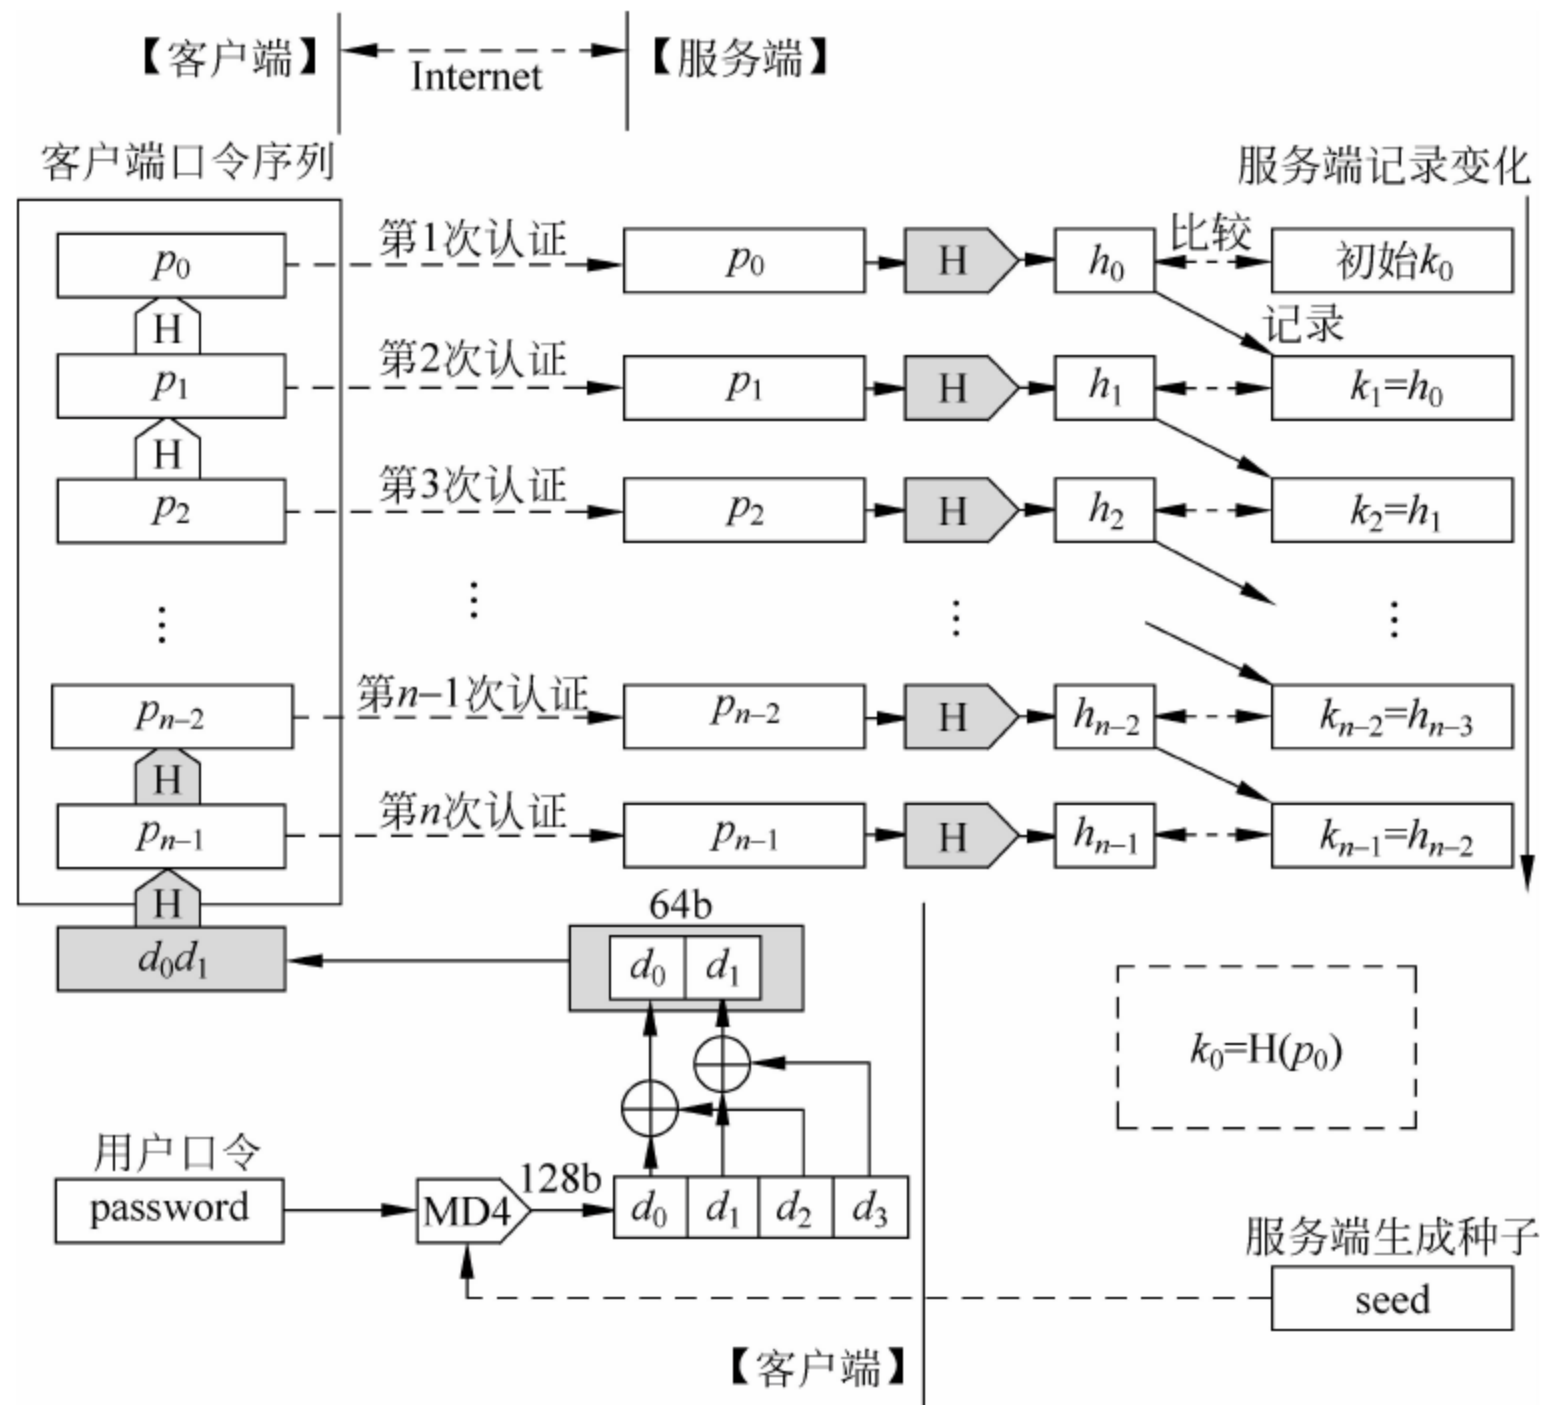 【客户端】 Internet 【服务端】
客户端口令序列 服务端记录变化
p₀ 第1次认证 p₀ H h₀ 比较 初始k₀
H 记录
p₁ 第2次认证 p₁ H h₁ k₁=h₀
H
p₂ 第3次认证 p₂ H h₂ k₂=h₁
⋮ ⋮ ⋮ ⋮
pₙ₋₂ 第n–1次认证 pₙ₋₂ H hₙ₋₂ kₙ₋₂=hₙ₋₃
H
pₙ₋₁ 第n次认证 pₙ₋₁ H hₙ₋₁ kₙ₋₁=hₙ₋₂
H 64b
d₀d₁ d₀ d₁
k₀=H(p₀)
用户口令
password MD4 128b d₀ d₁ d₂ d₃
服务端生成种子
seed
【客户端】